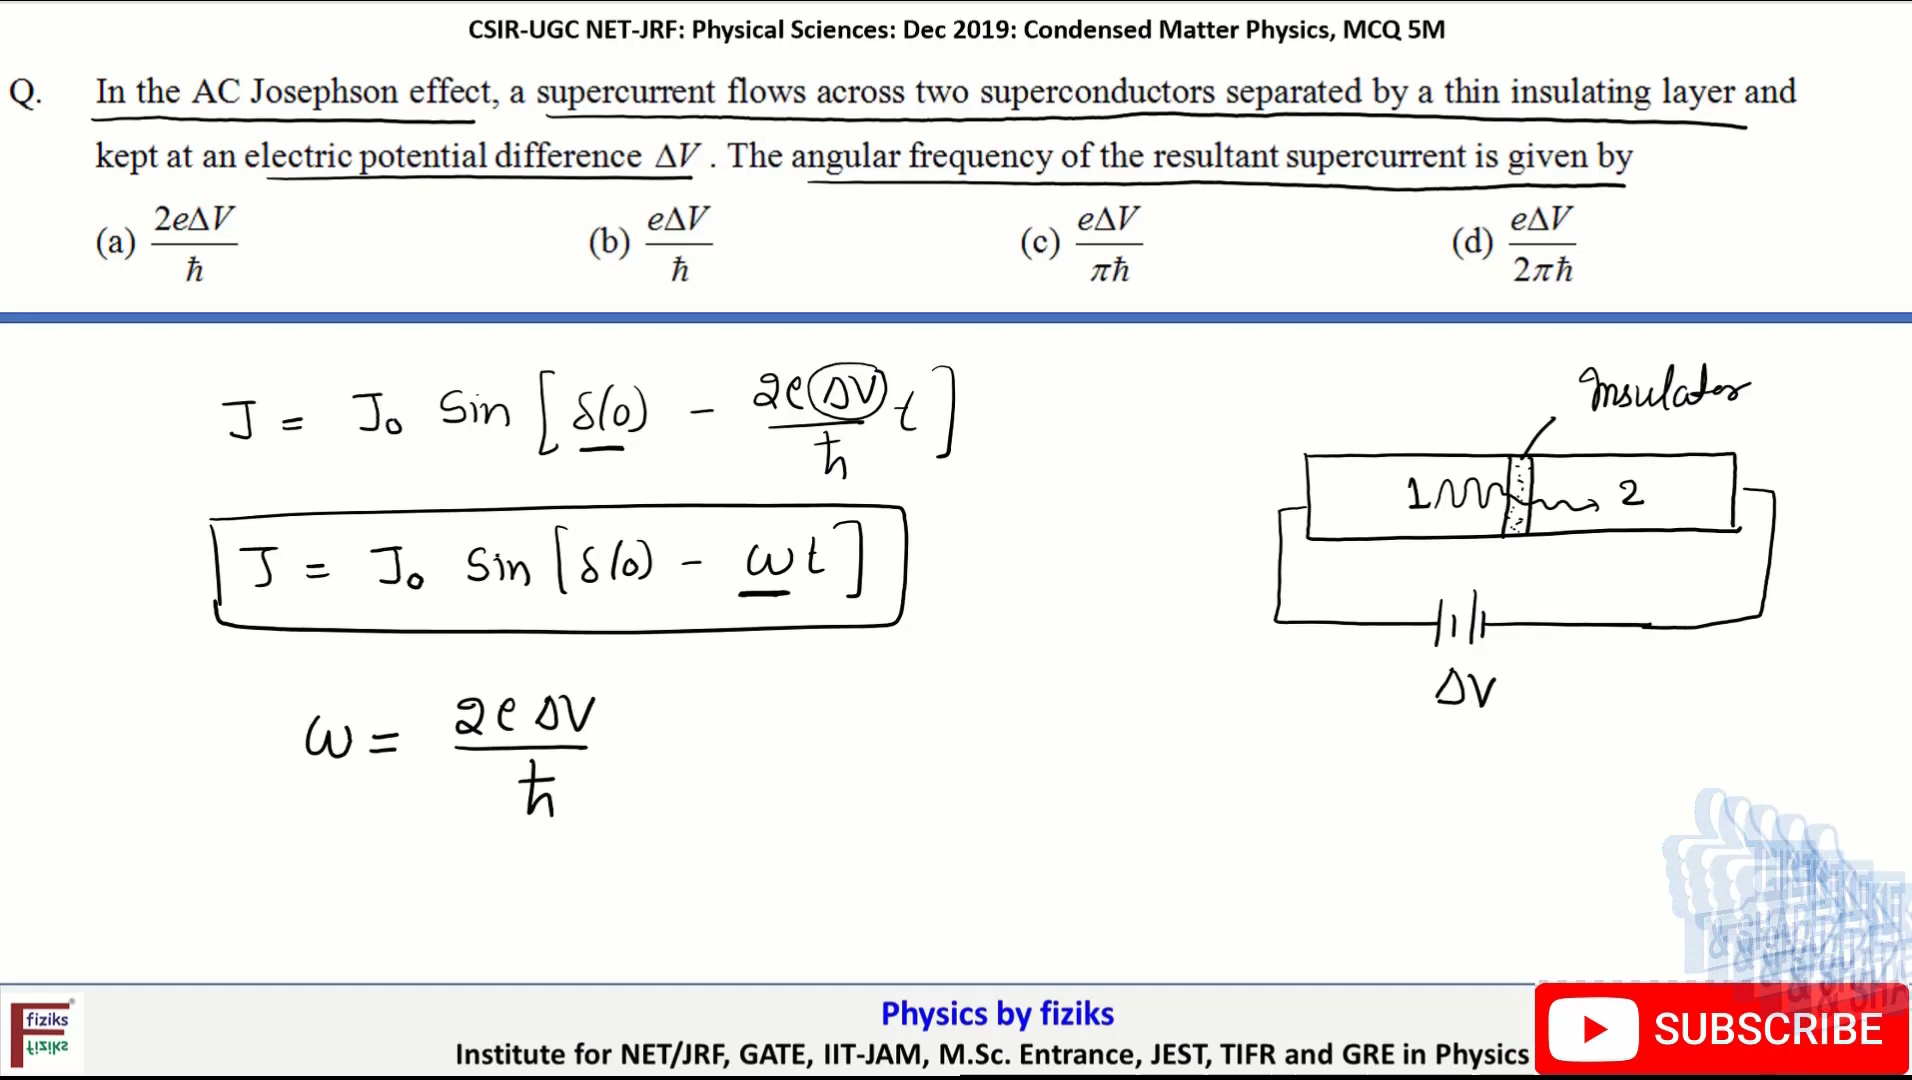 CSIR-UGC NET-JRF: Physical Sciences: Dec 2019: Condensed Matter Physics, MCQ 5M
Q. In the AC Josephson effect, a supercurrent flows across two superconductors separated by a thin insulating layer and
kept at an electric potential difference ΔV . The angular frequency of the resultant supercurrent is given by
(a) 2eΔV/ħ (b) eΔV/ħ (c) eΔV/πħ (d) eΔV/2πħ
J = J₀ Sin [δ(0) − 2eΔV/ħ t]
Insulator
1 2
J = J₀ Sin [δ(0) − ωt]
ΔV
ω = 2eΔV/ħ
fiziks
Physics by fiziks
Institute for NET/JRF, GATE, IIT-JAM, M.Sc. Entrance, JEST, TIFR and GRE in Physics
SUBSCRIBE